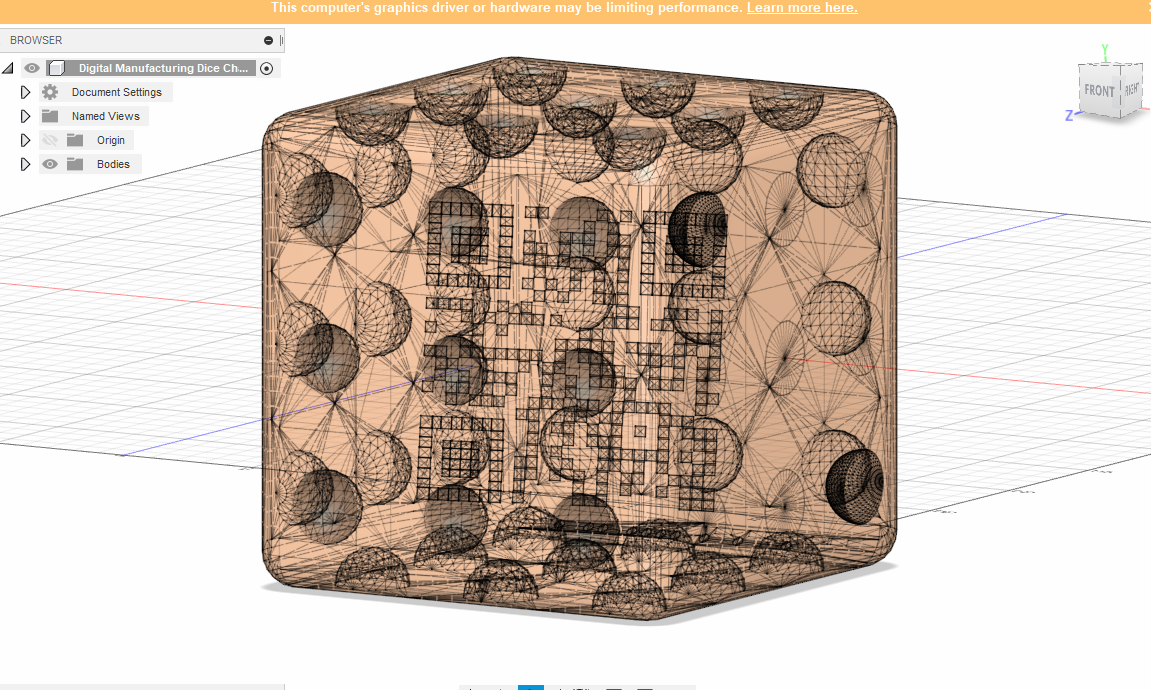 This computer's graphics driver or hardware may be limiting performance. Learn more here.
BROWSER
Digital Manufacturing Dice Ch...
Document Settings
Named Views
Origin
Bodies
Y
FRONT
RIGHT
Z